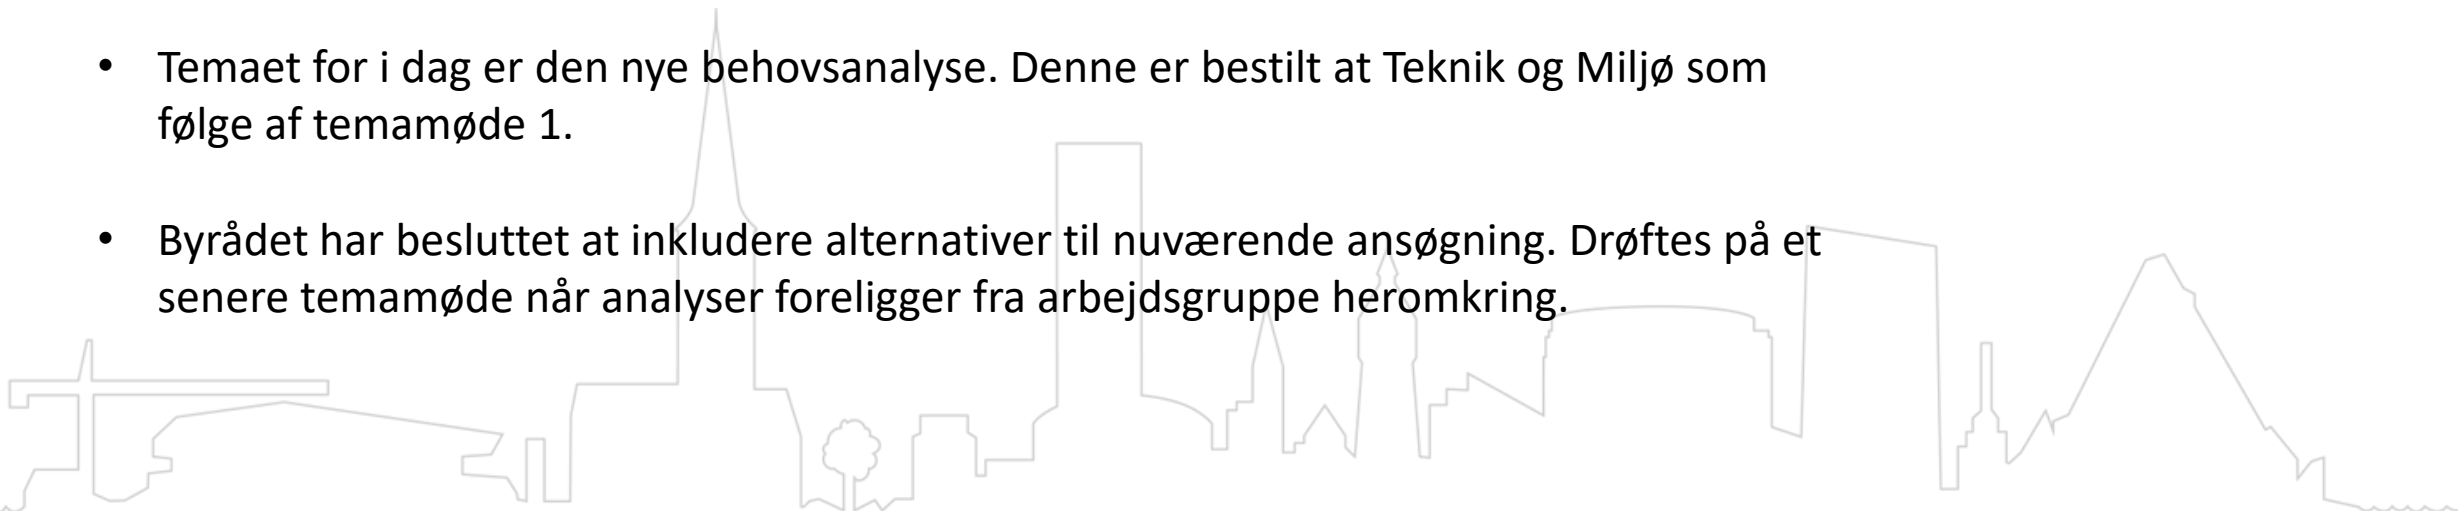 • Temaet for i dag er den nye behovsanalyse. Denne er bestilt at Teknik og Miljø som
følge af temamøde 1.
• Byrådet har besluttet at inkludere alternativer til nuværende ansøgning. Drøftes på et
senere temamøde når analyser foreligger fra arbejdsgruppe heromkring.